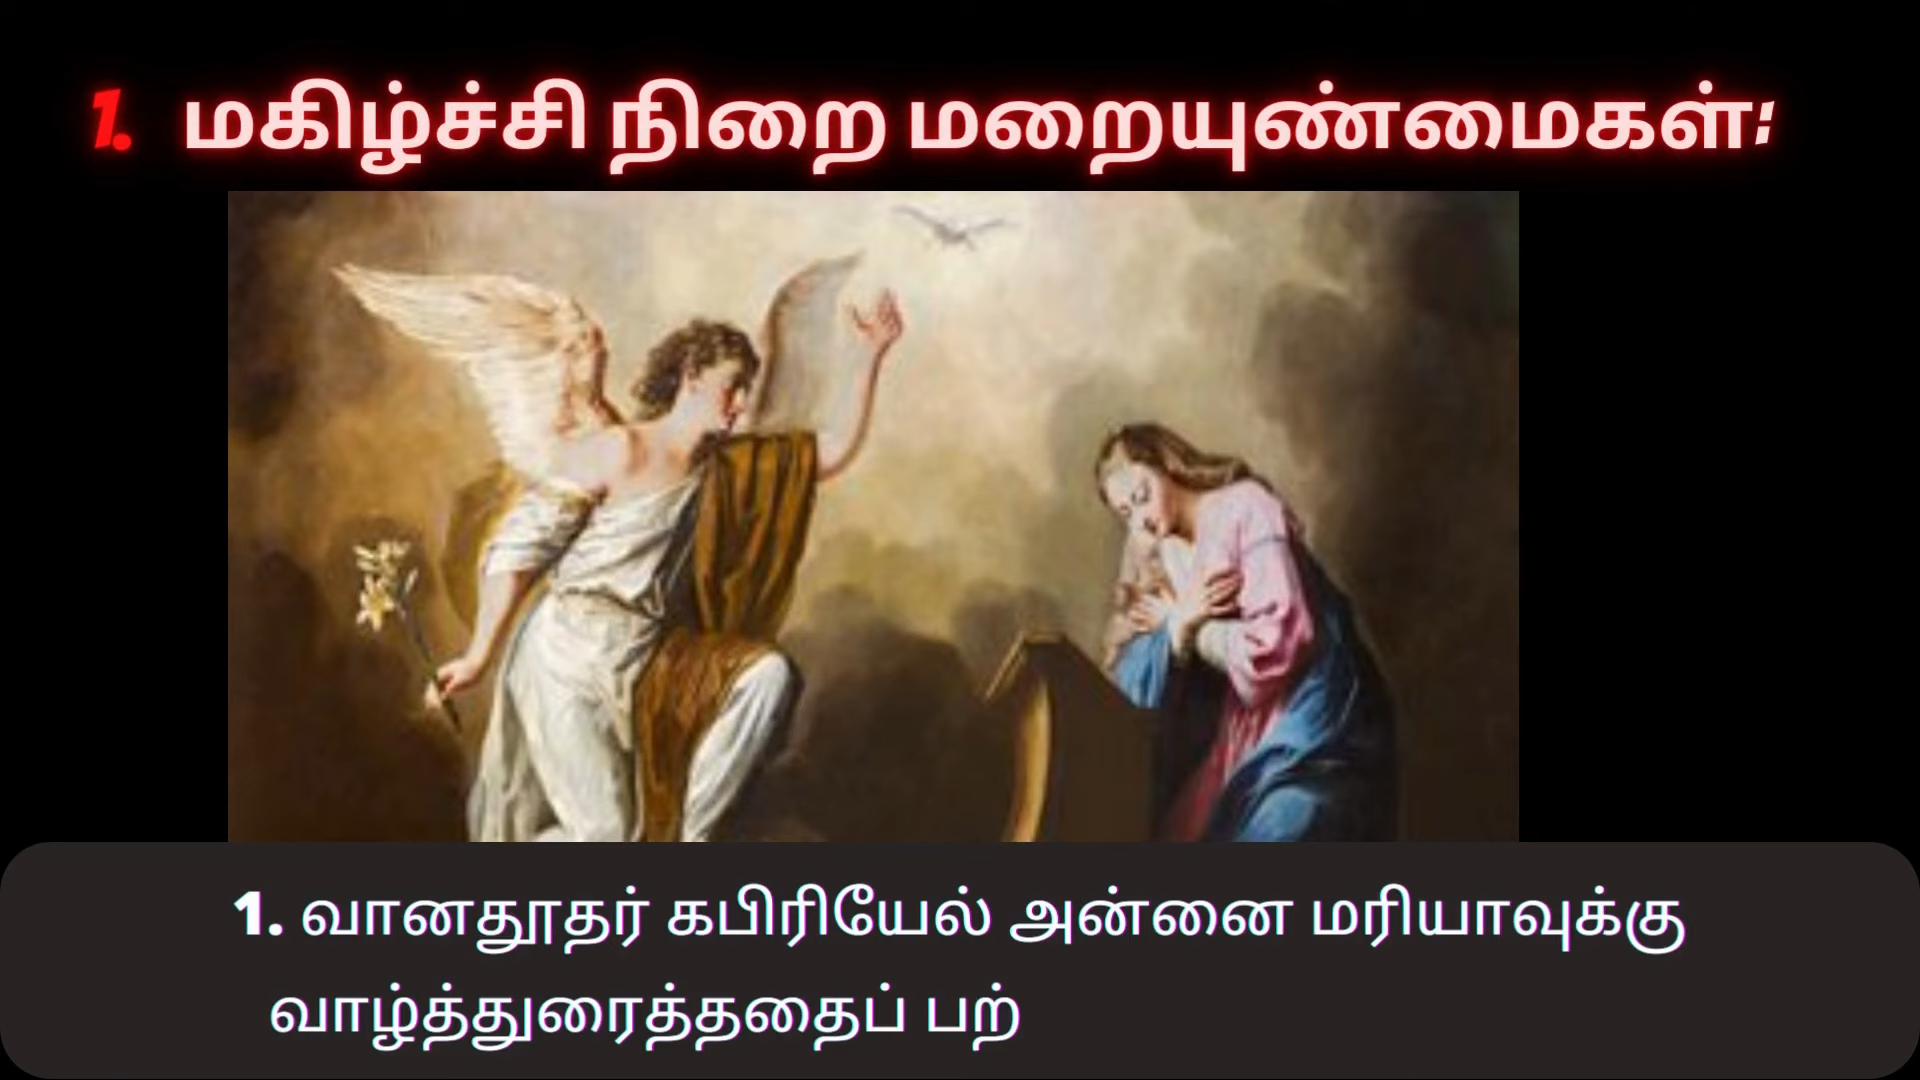 1. மகிழ்ச்சி நிறை மறையுண்மைகள்:
1. வானதூதர் கபிரியேல் அன்னை மரியாவுக்கு
வாழ்த்துரைத்ததைப் பற்